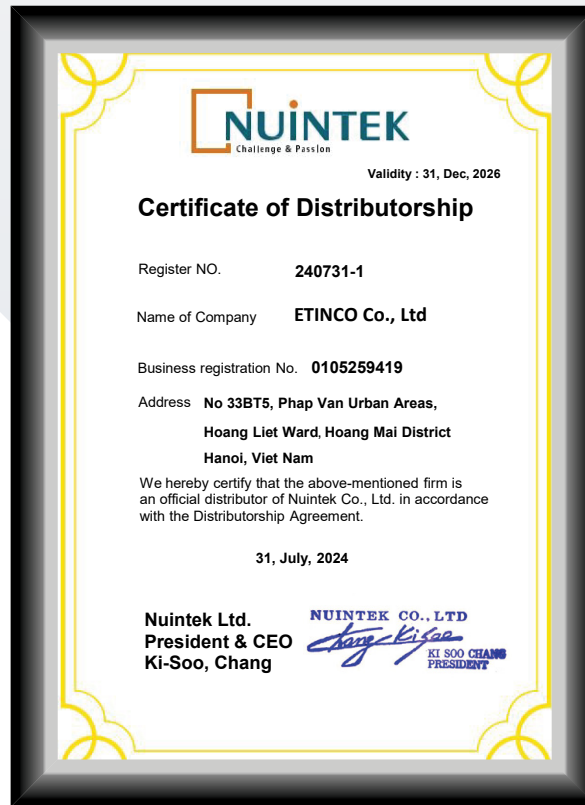 NUiNTEK
Challenge & Passion
Validity : 31, Dec, 2026
Certificate of Distributorship
Register NO. 240731-1
Name of Company ETINCO Co., Ltd
Business registration No. 0105259419
Address No 33BT5, Phap Van Urban Areas,
Hoang Liet Ward, Hoang Mai District
Hanoi, Viet Nam
We hereby certify that the above-mentioned firm is
an official distributor of Nuintek Co., Ltd. in accordance
with the Distributorship Agreement.
31, July, 2024
Nuintek Ltd.
President & CEO
Ki-Soo, Chang
NUINTEK CO., LTD
Chang Ki Soo
KI SOO CHANG
PRESIDENT